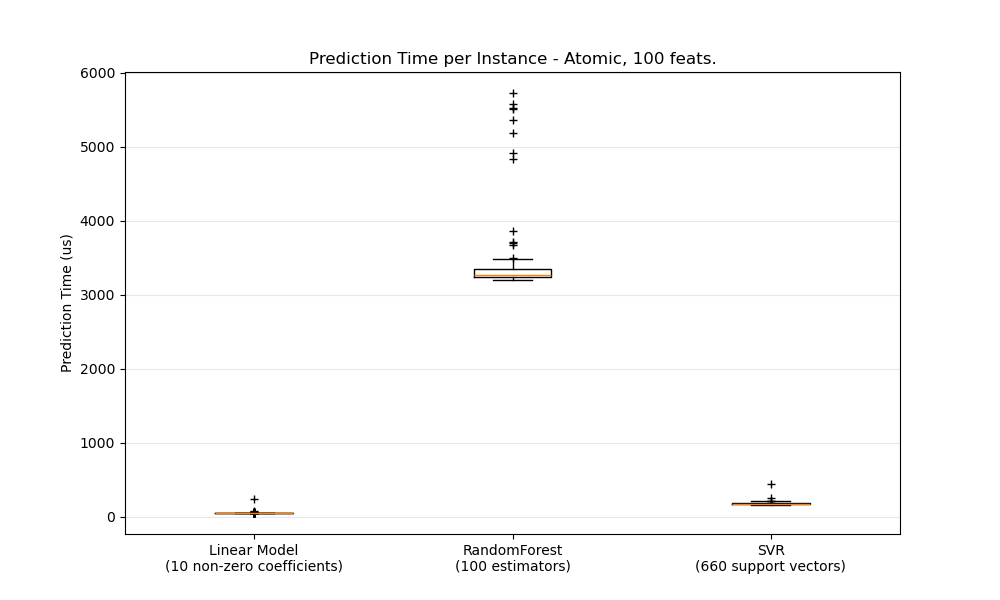 Prediction Time per Instance - Atomic, 100 feats.
Prediction Time (us)
6000
5000
4000
3000
2000
1000
0
Linear Model
(10 non-zero coefficients)
RandomForest
(100 estimators)
SVR
(660 support vectors)